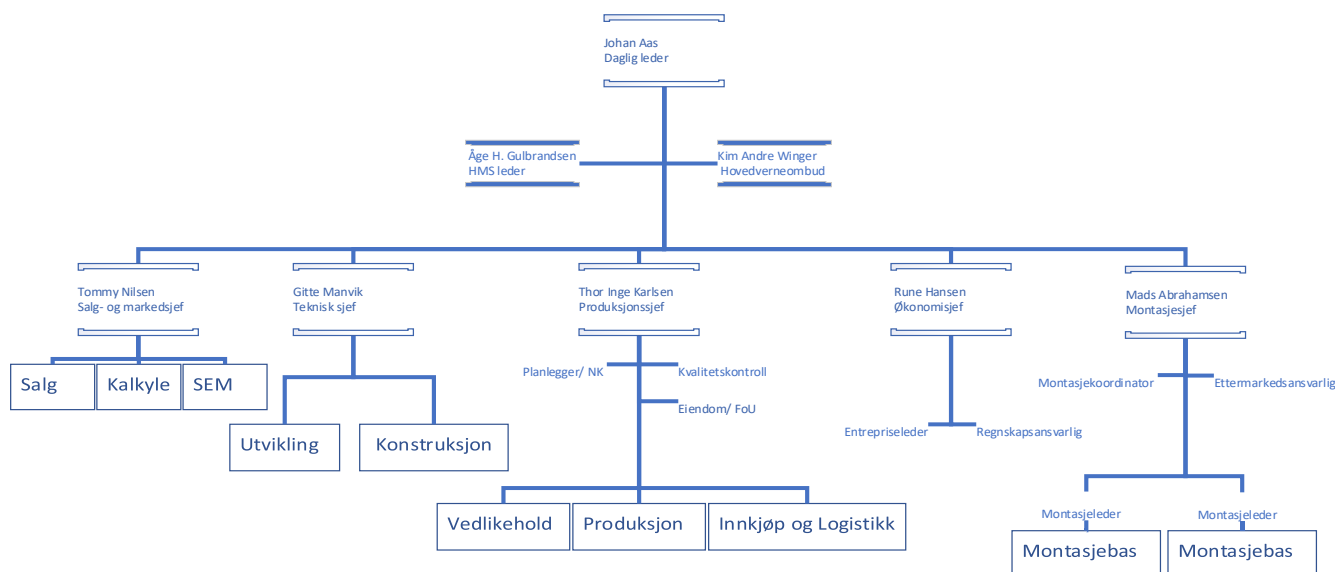 Johan Aas
Daglig leder
Åge H. Gulbrandsen
HMS leder
Kim Andre Winger
Hovedverneombud
Tommy Nilsen
Salg- og markedsjef
Gitte Manvik
Teknisk sjef
Thor Inge Karlsen
Produksjonssjef
Rune Hansen
Økonomisjef
Mads Abrahamsen
Montasjesjef
Salg
Kalkyle
SEM
Utvikling
Konstruksjon
Planlegger/ NK
Kvalitetskontroll
Eiendom/ FoU
Vedlikehold
Produksjon
Innkjøp og Logistikk
Entrepriseleder
Regnskapsansvarlig
Montasjekoordinator
Ettermarkedsansvarlig
Montasjeleder
Montasjebas
Montasjeleder
Montasjebas